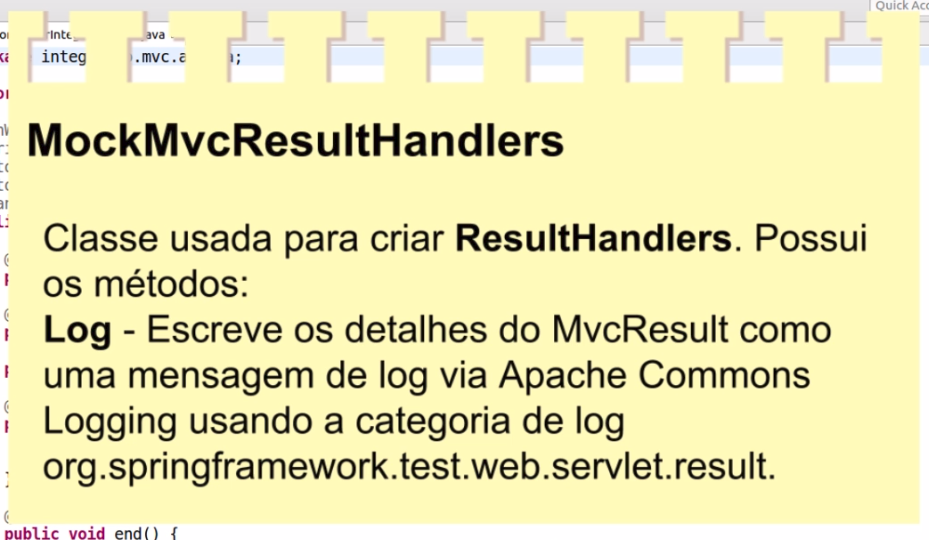 Quick Acc
java
integ .mvc.a ;
MockMvcResultHandlers
Classe usada para criar ResultHandlers. Possui
os métodos:
Log - Escreve os detalhes do MvcResult como
uma mensagem de log via Apache Commons
Logging usando a categoria de log
org.springframework.test.web.servlet.result.
public void end() {